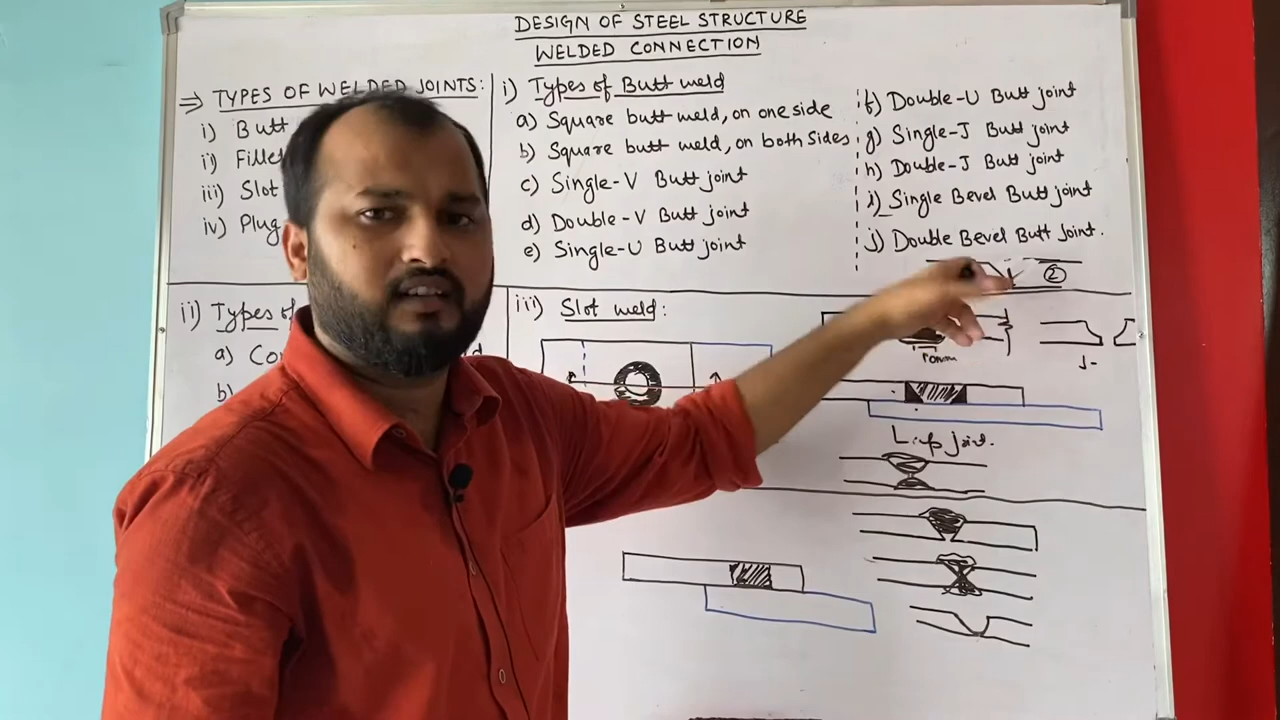 DESIGN OF STEEL STRUCTURE
WELDED CONNECTION
⇒ TYPES OF WELDED JOINTS:
i) Butt
ii) Fillet
iii) Slot
iv) Plug
i) Types of Butt weld
a) Square butt weld, on one side
b) Square butt weld, on both sides
c) Single-V Butt joint
d) Double-V Butt joint
e) Single-U Butt joint
f) Double-U Butt joint
g) Single-J Butt joint
h) Double-J Butt joint
i) Single Bevel Butt joint
j) Double Bevel Butt joint.
②
ii) Types of
a) Co
b)
iii) Slot weld:
J-
joint.